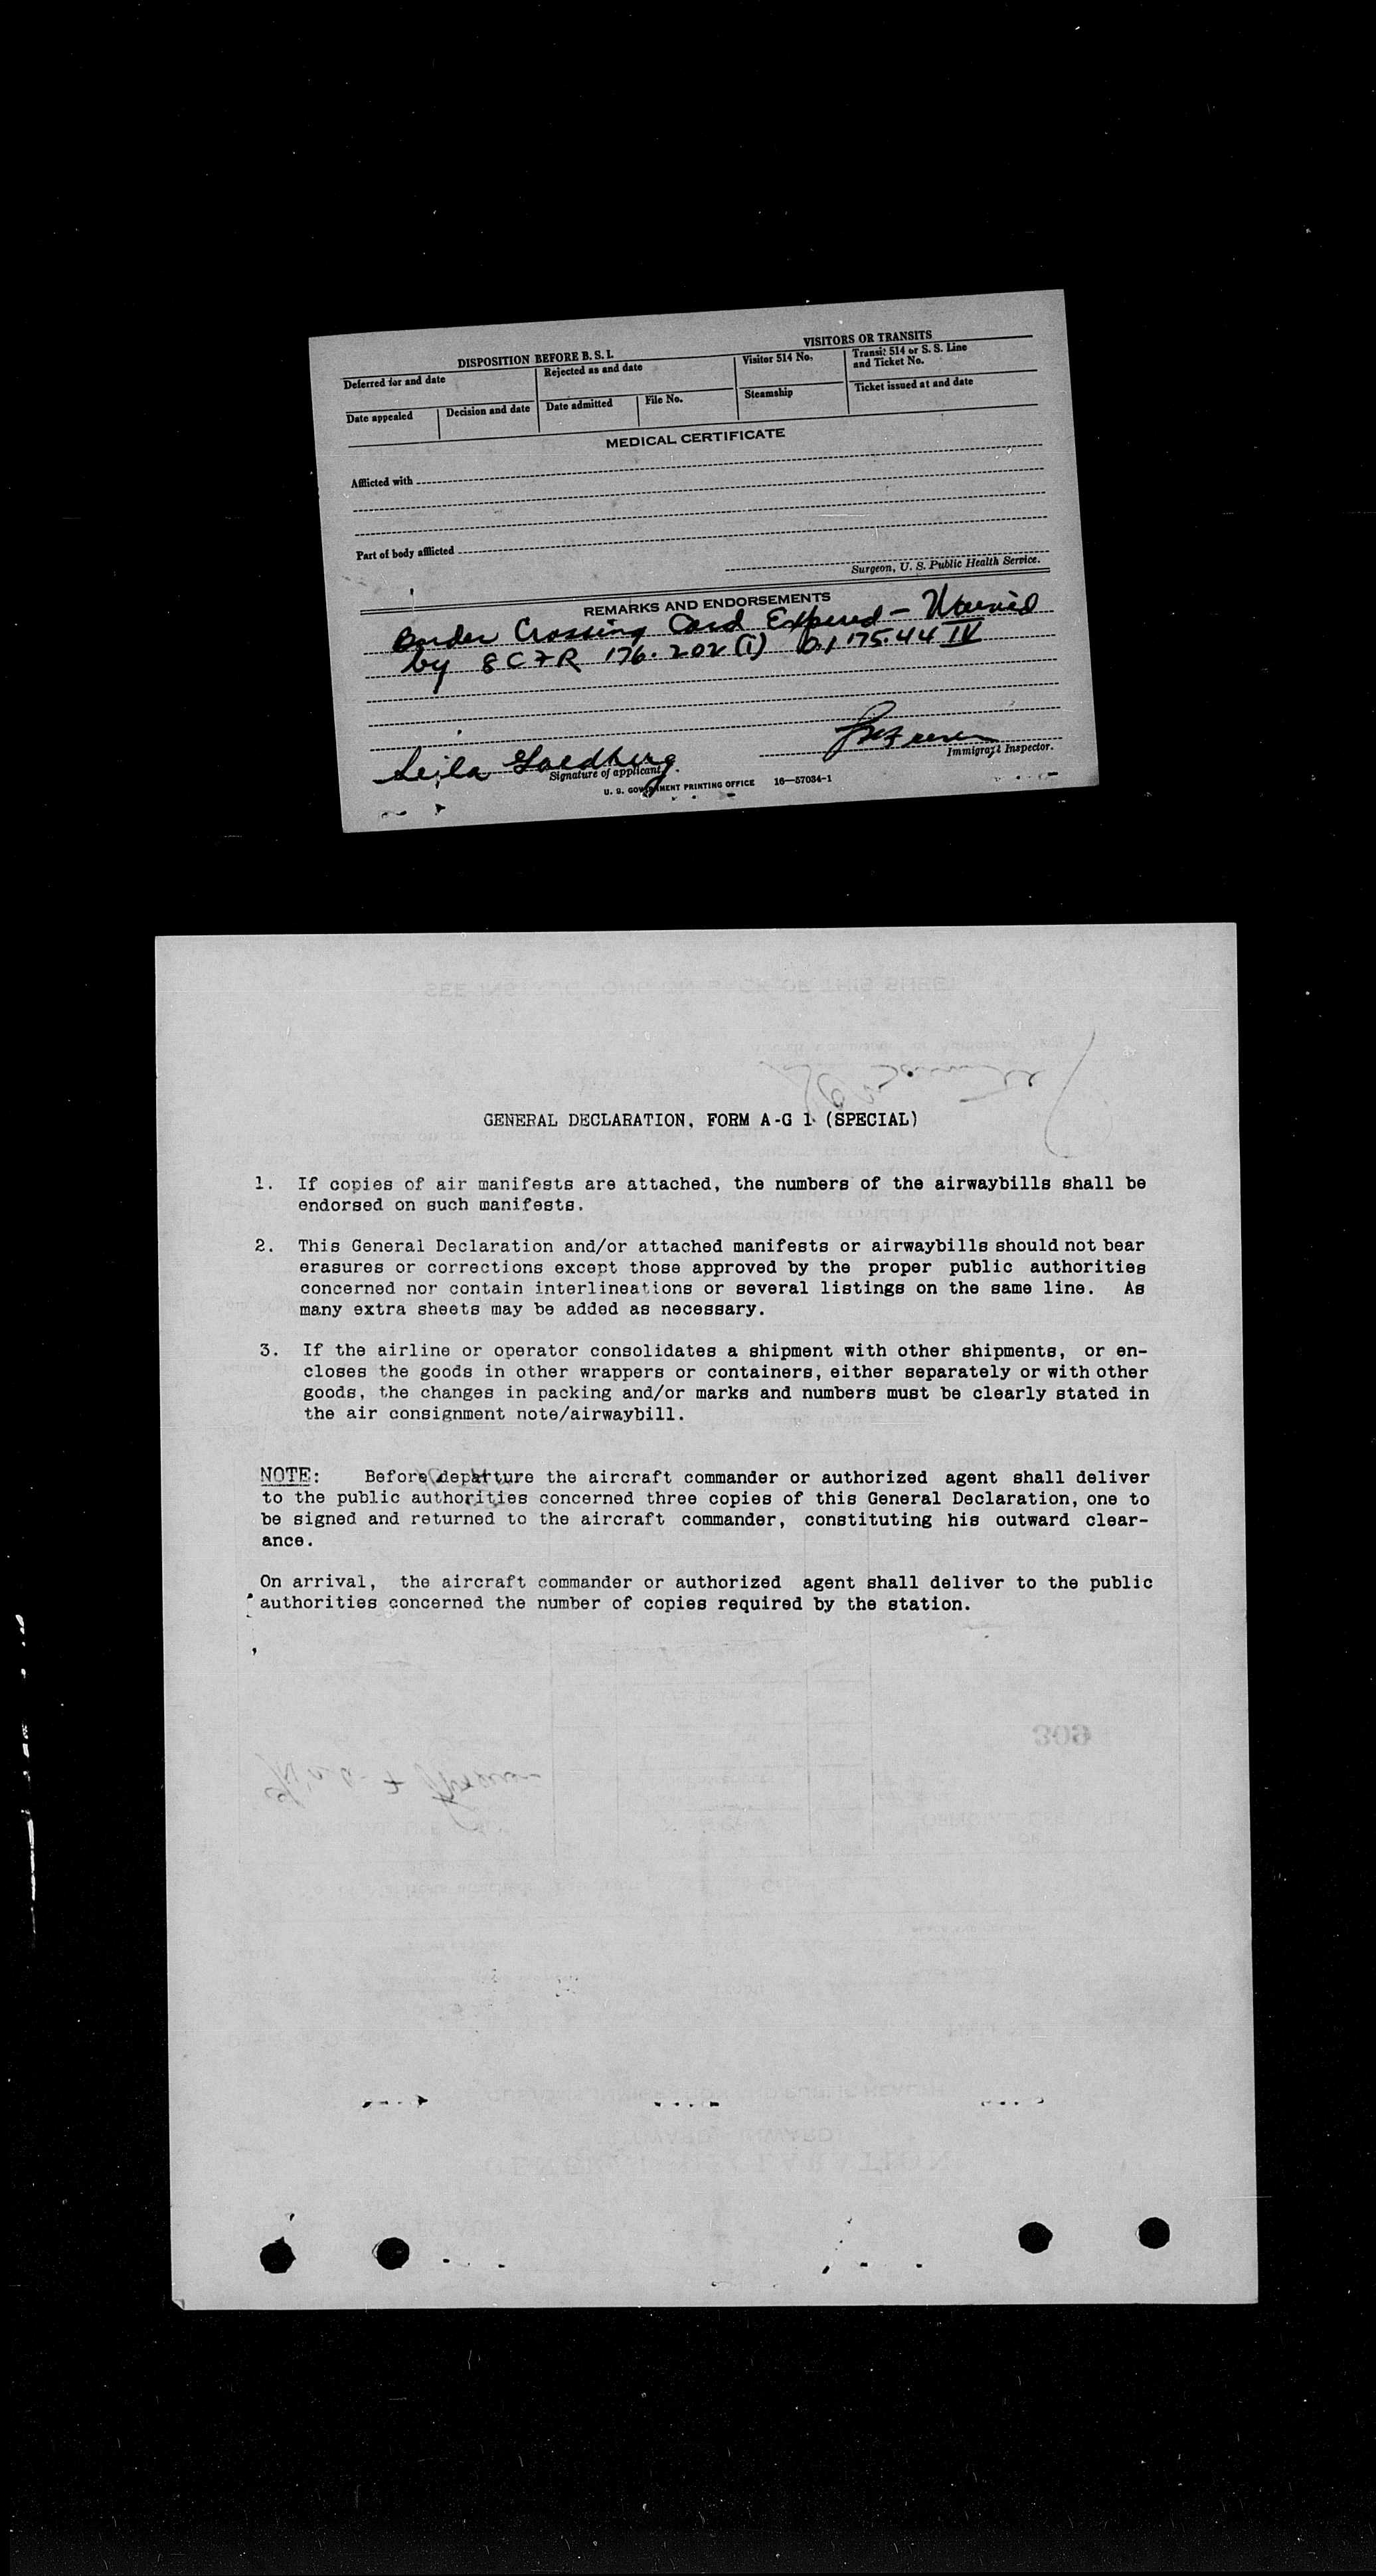 DISPOSITION BEFORE B. S. I.
VISITORS OR TRANSITS
Deferred for and date
Rejected as and date
Visitor 514 No.
Transit 514 or S. S. Line
and Ticket No.
Date appealed
Decision and date
Date admitted
File No.
Steamship
Ticket issued at and date
MEDICAL CERTIFICATE
Afflicted with
Part of body afflicted
Surgeon, U. S. Public Health Service.
REMARKS AND ENDORSEMENTS
Border Crossing Card Expired – Waived
by 8 CFR 176.202 (i) 175.44 IV
Leila Goldberg
Signature of applicant.
Immigrant Inspector.
U. S. GOVERNMENT PRINTING OFFICE 16—57034-1
GENERAL DECLARATION, FORM A-G 1 (SPECIAL)
1. If copies of air manifests are attached, the numbers of the airwaybills shall be
endorsed on such manifests.
2. This General Declaration and/or attached manifests or airwaybills should not bear
erasures or corrections except those approved by the proper public authorities
concerned nor contain interlineations or several listings on the same line. As
many extra sheets may be added as necessary.
3. If the airline or operator consolidates a shipment with other shipments, or en-
closes the goods in other wrappers or containers, either separately or with other
goods, the changes in packing and/or marks and numbers must be clearly stated in
the air consignment note/airwaybill.
NOTE: Before departure the aircraft commander or authorized agent shall deliver
to the public authorities concerned three copies of this General Declaration, one to
be signed and returned to the aircraft commander, constituting his outward clear-
ance.
On arrival, the aircraft commander or authorized agent shall deliver to the public
authorities concerned the number of copies required by the station.